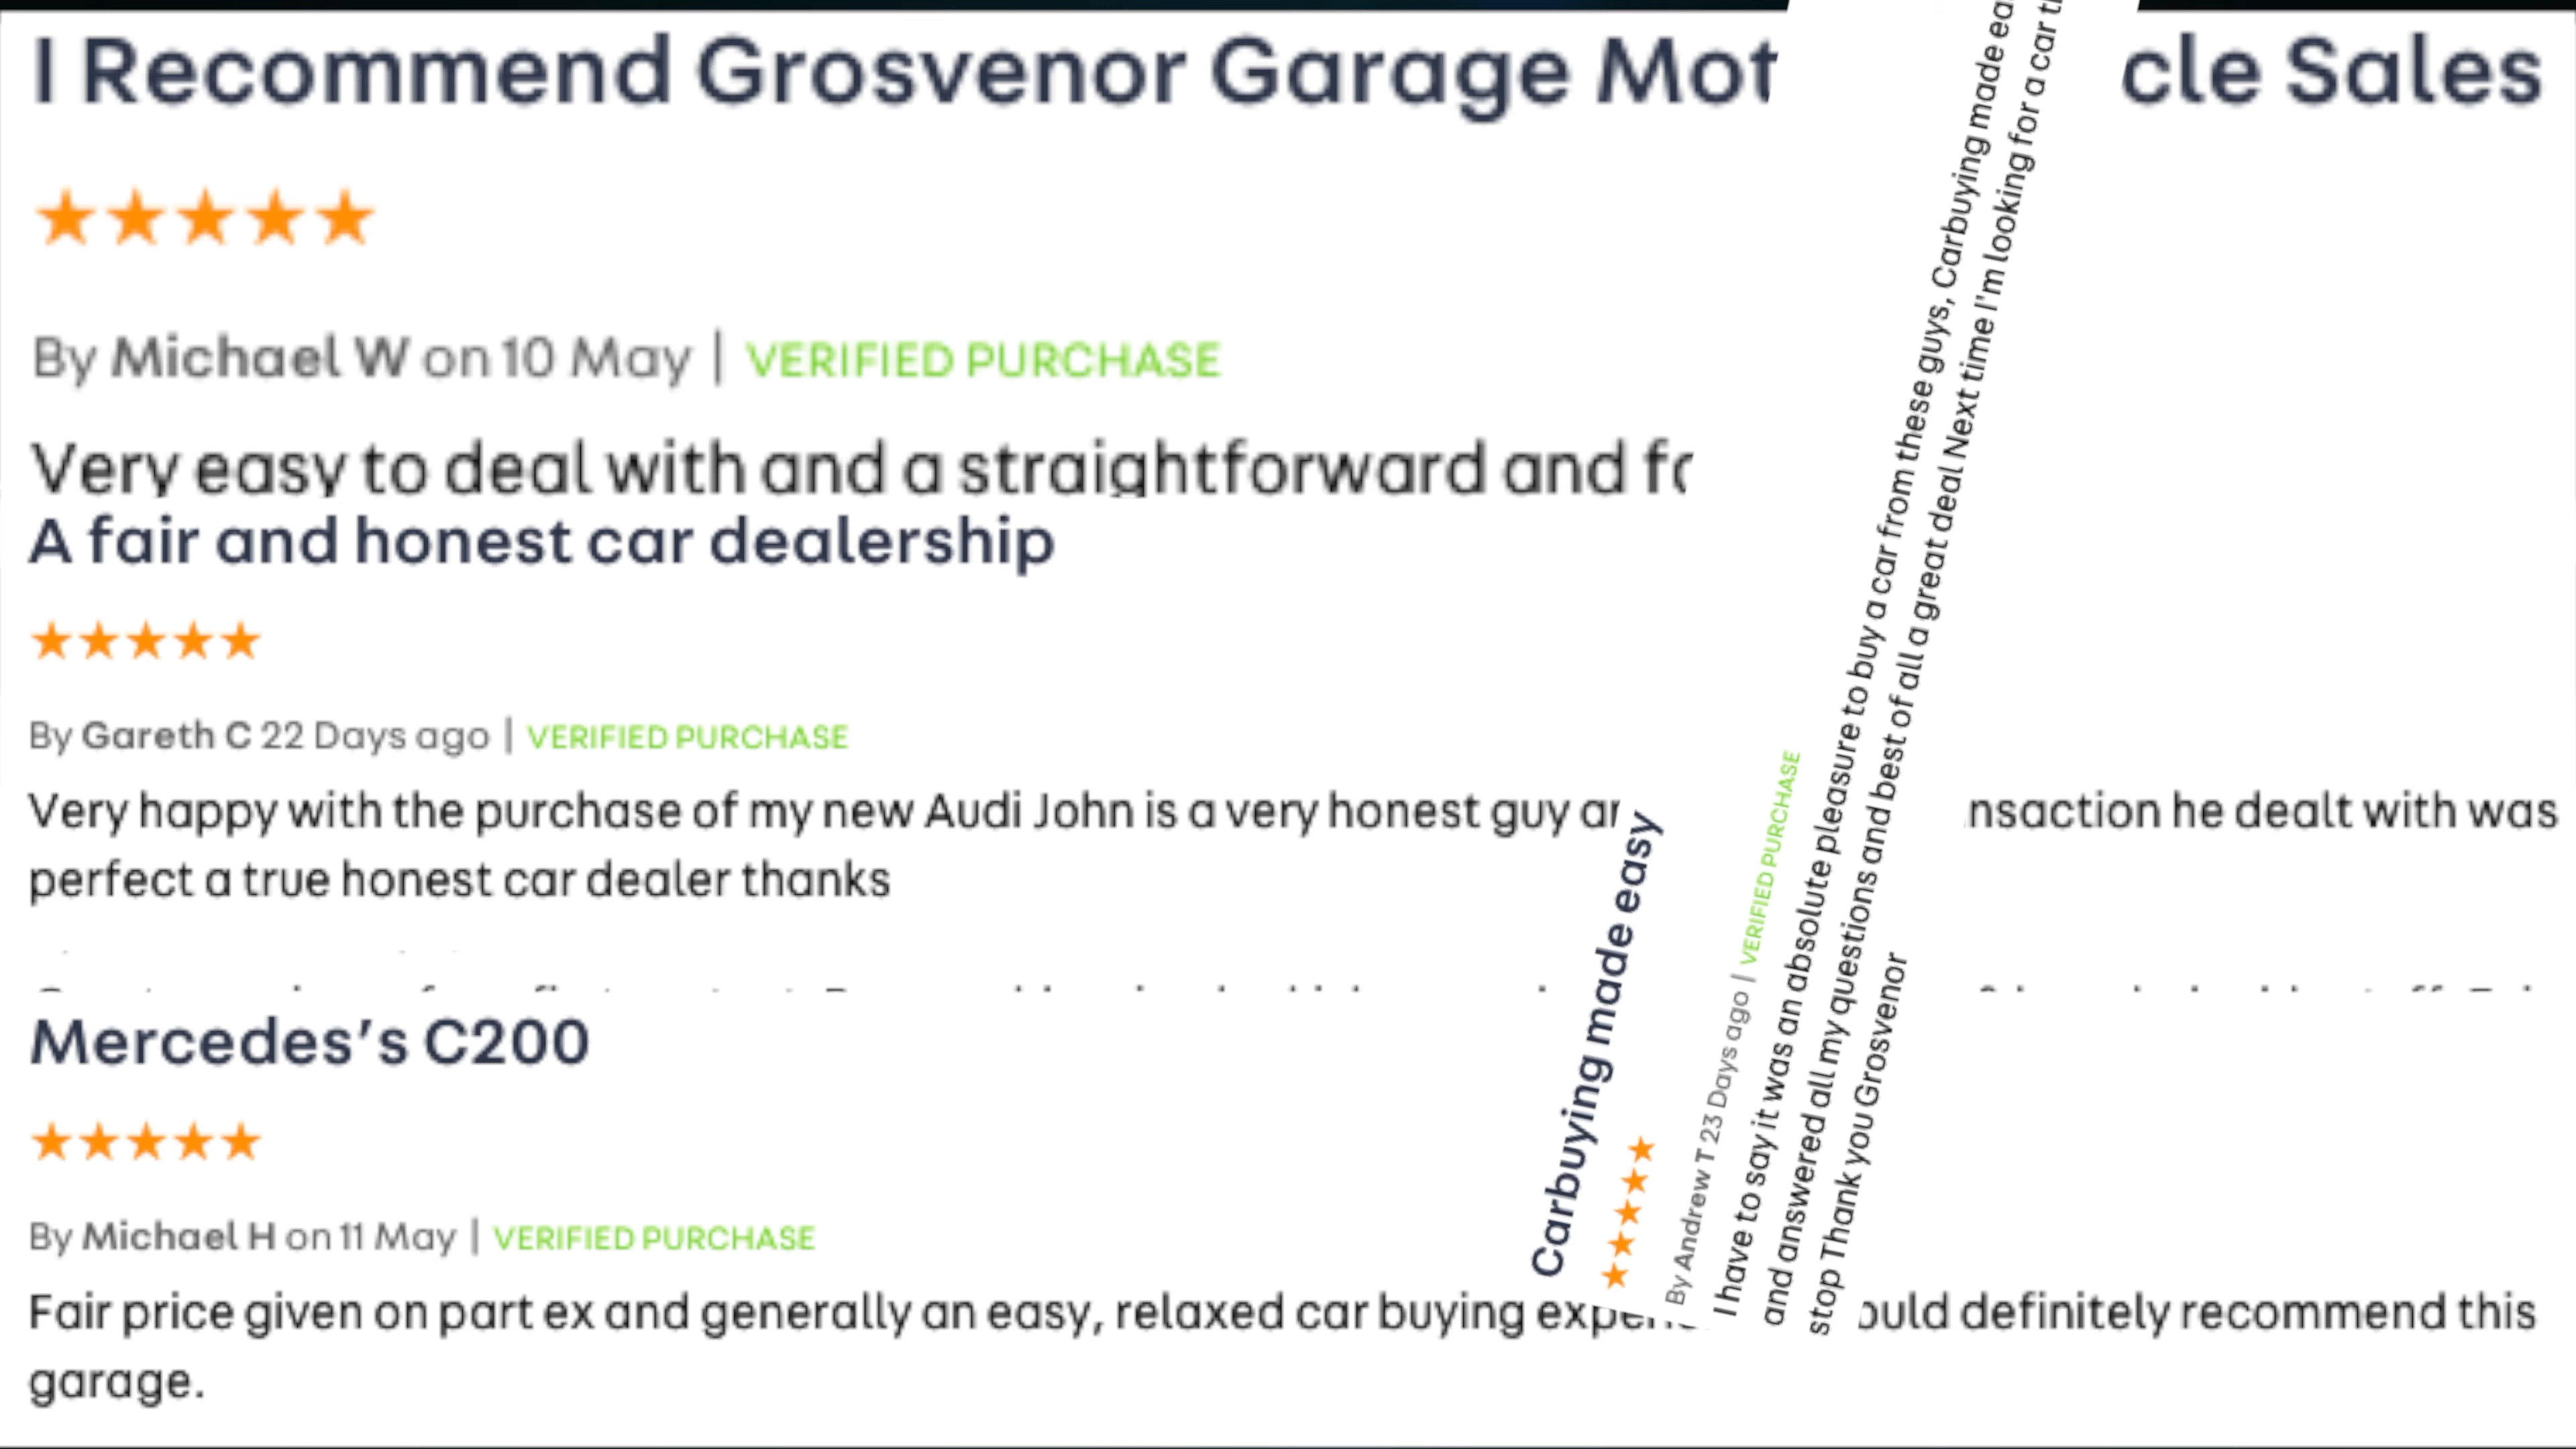 I Recommend Grosvenor Garage Mot cle Sales
By Michael W on 10 May | VERIFIED PURCHASE
Very easy to deal with and a straightforward and
A fair and honest car dealership
By Gareth C 22 Days ago | VERIFIED PURCHASE
Very happy with the purchase of my new Audi John is a very honest guy nsaction he dealt with was
perfect a true honest car dealer thanks
Mercedes’s C200
By Michael H on 11 May | VERIFIED PURCHASE
Fair price given on part ex and generally an easy, relaxed car buying ould definitely recommend this
garage.
Carbuying made easy
By Andrew T 23 Days ago | VERIFIED PURCHASE
I have to say it was an absolute pleasure to buy a car from these guys, Carbuying made ea
and answered all my questions and best of all a great deal Next time I'm looking for a car
stop Thank you Grosvenor